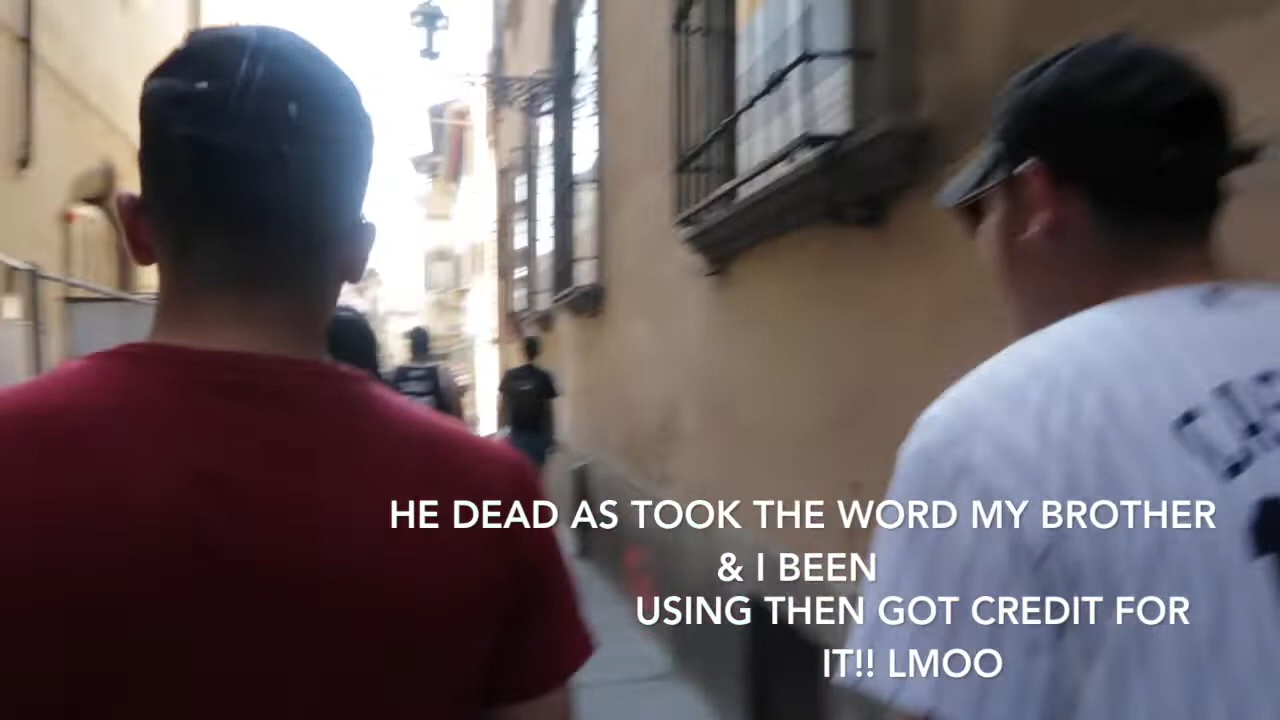 HE DEAD AS TOOK THE WORD MY BROTHER
& I BEEN
USING THEN GOT CREDIT FOR
IT!! LMOO